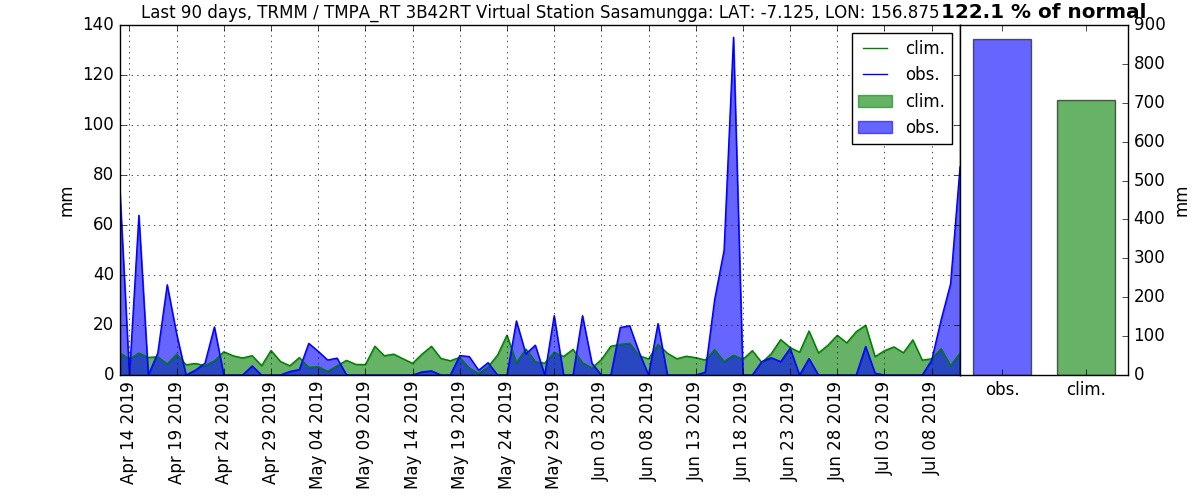 Last 90 days, TRMM / TMPA_RT 3B42RT Virtual Station Sasamungga: LAT: -7.125, LON: 156.875
122.1 % of normal
mm
140
120
100
80
60
40
20
0
clim.
obs.
clim.
obs.
Apr 14 2019
Apr 19 2019
Apr 24 2019
Apr 29 2019
May 04 2019
May 09 2019
May 14 2019
May 19 2019
May 24 2019
May 29 2019
Jun 03 2019
Jun 08 2019
Jun 13 2019
Jun 18 2019
Jun 23 2019
Jun 28 2019
Jul 03 2019
Jul 08 2019
obs.
clim.
900
800
700
600
500
400
300
200
100
0
mm